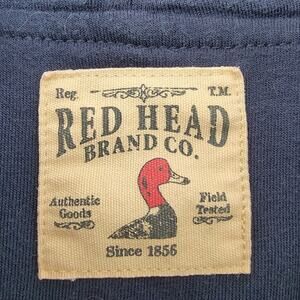 Reg. T.M.
RED HEAD
BRAND CO.
Authentic Field
Goods Tested
Since 1856